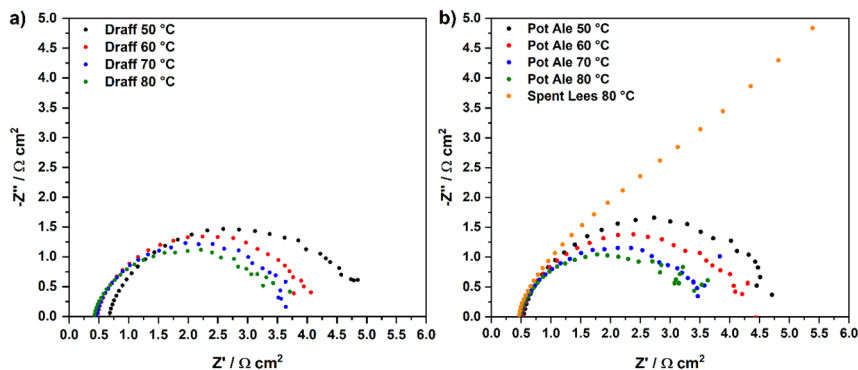 a)
Draff 50 °C
Draff 60 °C
Draff 70 °C
Draff 80 °C
5.0
4.5
4.0
3.5
3.0
2.5
2.0
1.5
1.0
0.5
0.0
-Z'' / Ω cm²
0.0 0.5 1.0 1.5 2.0 2.5 3.0 3.5 4.0 4.5 5.0 5.5 6.0
Z' / Ω cm²
b)
Pot Ale 50 °C
Pot Ale 60 °C
Pot Ale 70 °C
Pot Ale 80 °C
Spent Lees 80 °C
5.0
4.5
4.0
3.5
3.0
2.5
2.0
1.5
1.0
0.5
0.0
-Z'' / Ω cm²
0.0 0.5 1.0 1.5 2.0 2.5 3.0 3.5 4.0 4.5 5.0 5.5 6.0
Z' / Ω cm²